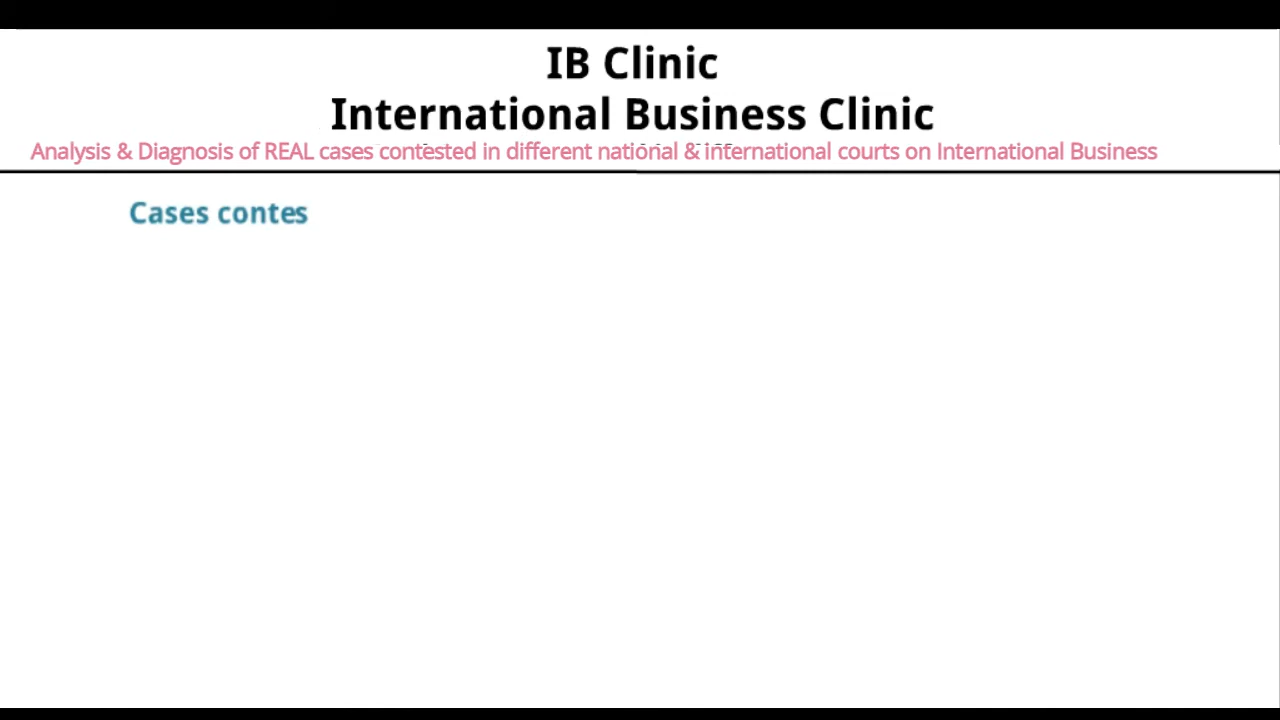 IB Clinic
International Business Clinic
Analysis & Diagnosis of REAL cases contested in different national & international courts on International Business
Cases contes